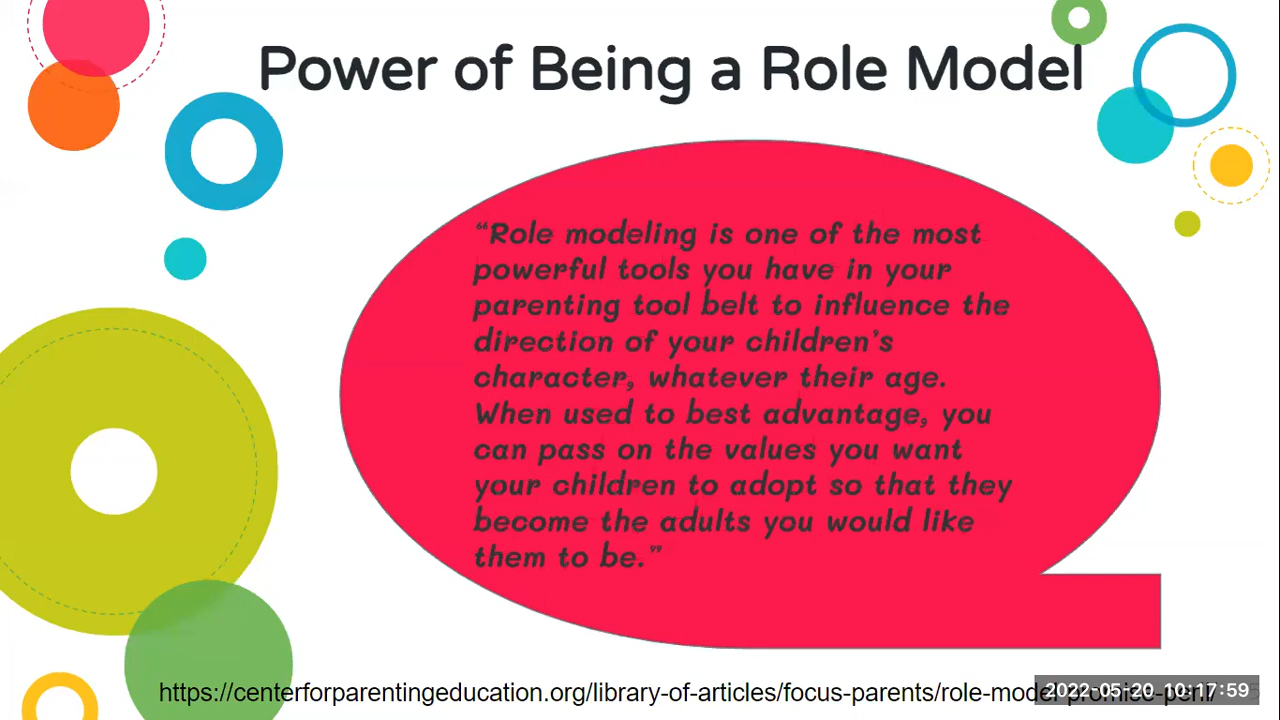 Power of Being a Role Model
“Role modeling is one of the most
powerful tools you have in your
parenting tool belt to influence the
direction of your children’s
character, whatever their age.
When used to best advantage, you
can pass on the values you want
your children to adopt so that they
become the adults you would like
them to be.”
https://centerforparentingeducation.org/library-of-articles/focus-parents/role-model-promise-peril/
2022-05-20 10:17:59